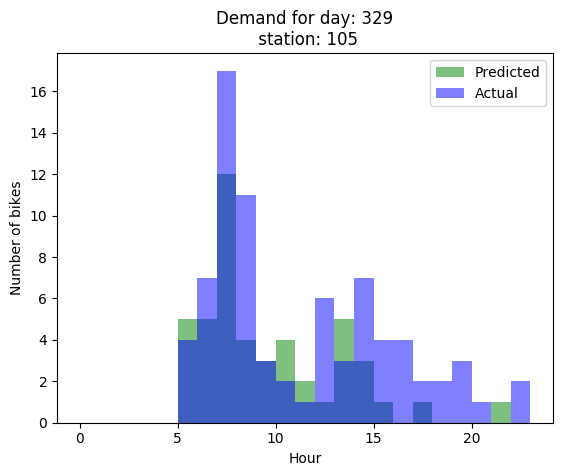 Demand for day: 329
station: 105
Predicted
Actual
Number of bikes
16
14
12
10
8
6
4
2
0
0 5 10 15 20
Hour